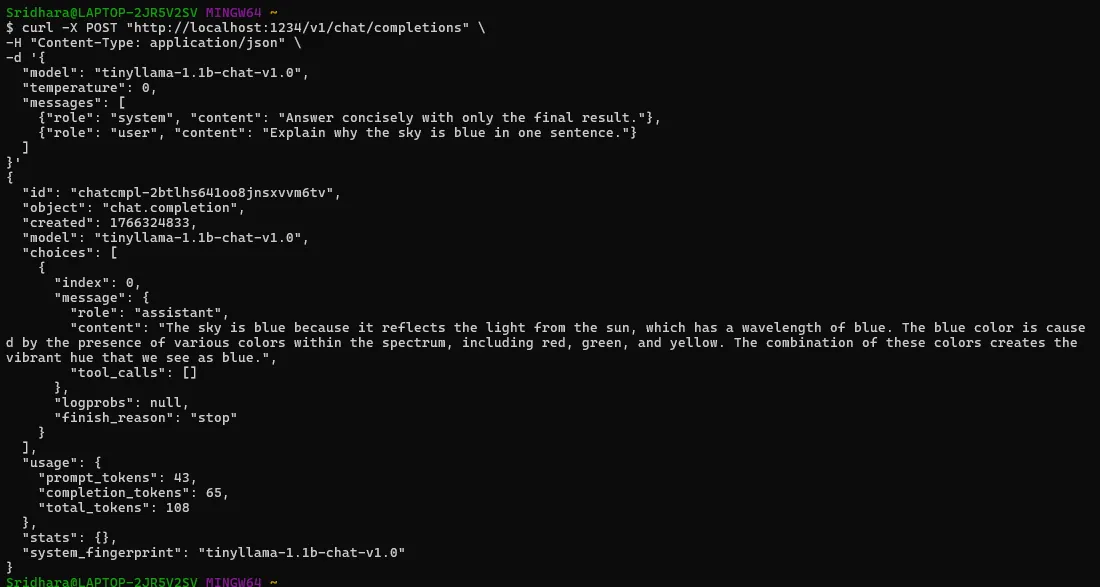 Sridhara@LAPTOP-2JR5V2SV MINGW64 ~
$ curl -X POST "http://localhost:1234/v1/chat/completions" \
-H "Content-Type: application/json" \
-d '{
  "model": "tinyllama-1.1b-chat-v1.0",
  "temperature": 0,
  "messages": [
    {"role": "system", "content": "Answer concisely with only the final result."},
    {"role": "user", "content": "Explain why the sky is blue in one sentence."}
  ]
}'
{
  "id": "chatcmpl-2btlhs641oo8jnsxvvm6tv",
  "object": "chat.completion",
  "created": 1766324833,
  "model": "tinyllama-1.1b-chat-v1.0",
  "choices": [
    {
      "index": 0,
      "message": {
        "role": "assistant",
        "content": "The sky is blue because it reflects the light from the sun, which has a wavelength of blue. The blue color is cause
d by the presence of various colors within the spectrum, including red, green, and yellow. The combination of these colors creates the
vibrant hue that we see as blue.",
        "tool_calls": []
      },
      "logprobs": null,
      "finish_reason": "stop"
    }
  ],
  "usage": {
    "prompt_tokens": 43,
    "completion_tokens": 65,
    "total_tokens": 108
  },
  "stats": {},
  "system_fingerprint": "tinyllama-1.1b-chat-v1.0"
}
Sridhara@LAPTOP-2JR5V2SV MINGW64 ~